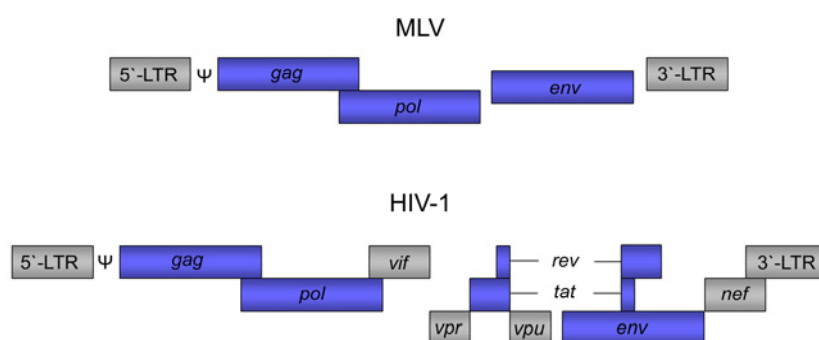 MLV
5`-LTR Ψ gag 3`-LTR
env
pol
HIV-1
5`-LTR Ψ gag vif rev 3`-LTR
pol tat nef
vpr vpu env